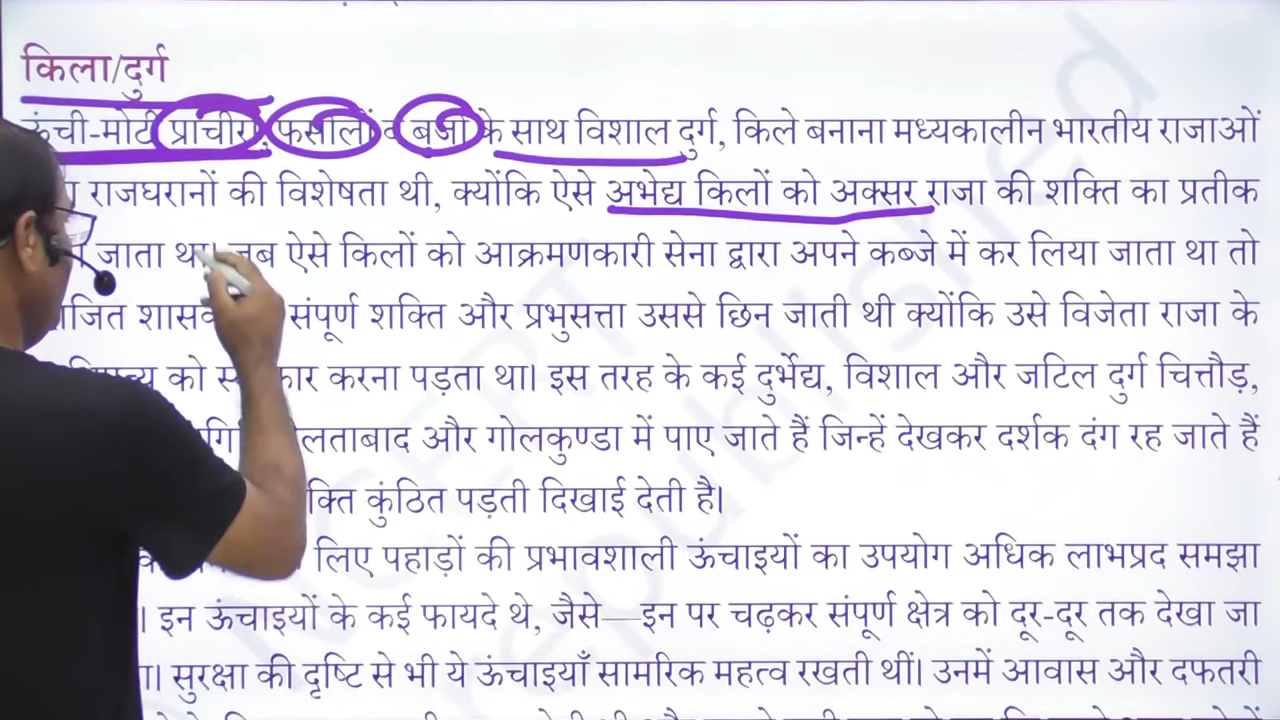 किला/दुर्ग
ऊंची-मोटी प्राचीरों, फसीलों व बुर्जों के साथ विशाल दुर्ग, किले बनाना मध्यकालीन भारतीय राजाओं
राजघरानों की विशेषता थी, क्योंकि ऐसे अभेद्य किलों को अक्सर राजा की शक्ति का प्रतीक
जाता था। जब ऐसे किलों को आक्रमणकारी सेना द्वारा अपने कब्जे में कर लिया जाता था तो
संपूर्ण शक्ति और प्रभुसत्ता उससे छिन जाती थी क्योंकि उसे विजेता राजा के
को करना पड़ता था। इस तरह के कई दुर्भेद्य, विशाल और जटिल दुर्ग चित्तौड़,
और गोलकुण्डा में पाए जाते हैं जिन्हें देखकर दर्शक दंग रह जाते हैं
कुंठित पड़ती दिखाई देती है।
लिए पहाड़ों की प्रभावशाली ऊंचाइयों का उपयोग अधिक लाभप्रद समझा
इन ऊंचाइयों के कई फायदे थे, जैसे—इन पर चढ़कर संपूर्ण क्षेत्र को दूर-दूर तक देखा जा
सुरक्षा की दृष्टि से भी ये ऊंचाइयाँ सामरिक महत्व रखती थीं। उनमें आवास और दफतरी